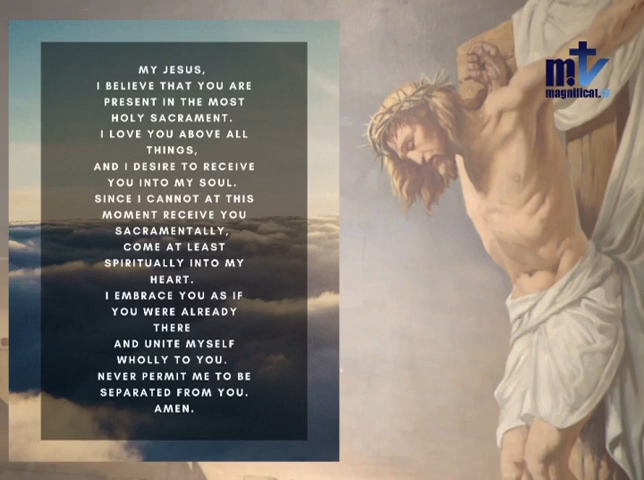 MY JESUS,
I BELIEVE THAT YOU ARE
PRESENT IN THE MOST
HOLY SACRAMENT.
I LOVE YOU ABOVE ALL
THINGS,
AND I DESIRE TO RECEIVE
YOU INTO MY SOUL.
SINCE I CANNOT AT THIS
MOMENT RECEIVE YOU
SACRAMENTALLY,
COME AT LEAST
SPIRITUALLY INTO MY
HEART.
I EMBRACE YOU AS IF
YOU WERE ALREADY
THERE
AND UNITE MYSELF
WHOLLY TO YOU.
NEVER PERMIT ME TO BE
SEPARATED FROM YOU.
AMEN.
mtv
magnificat.tv